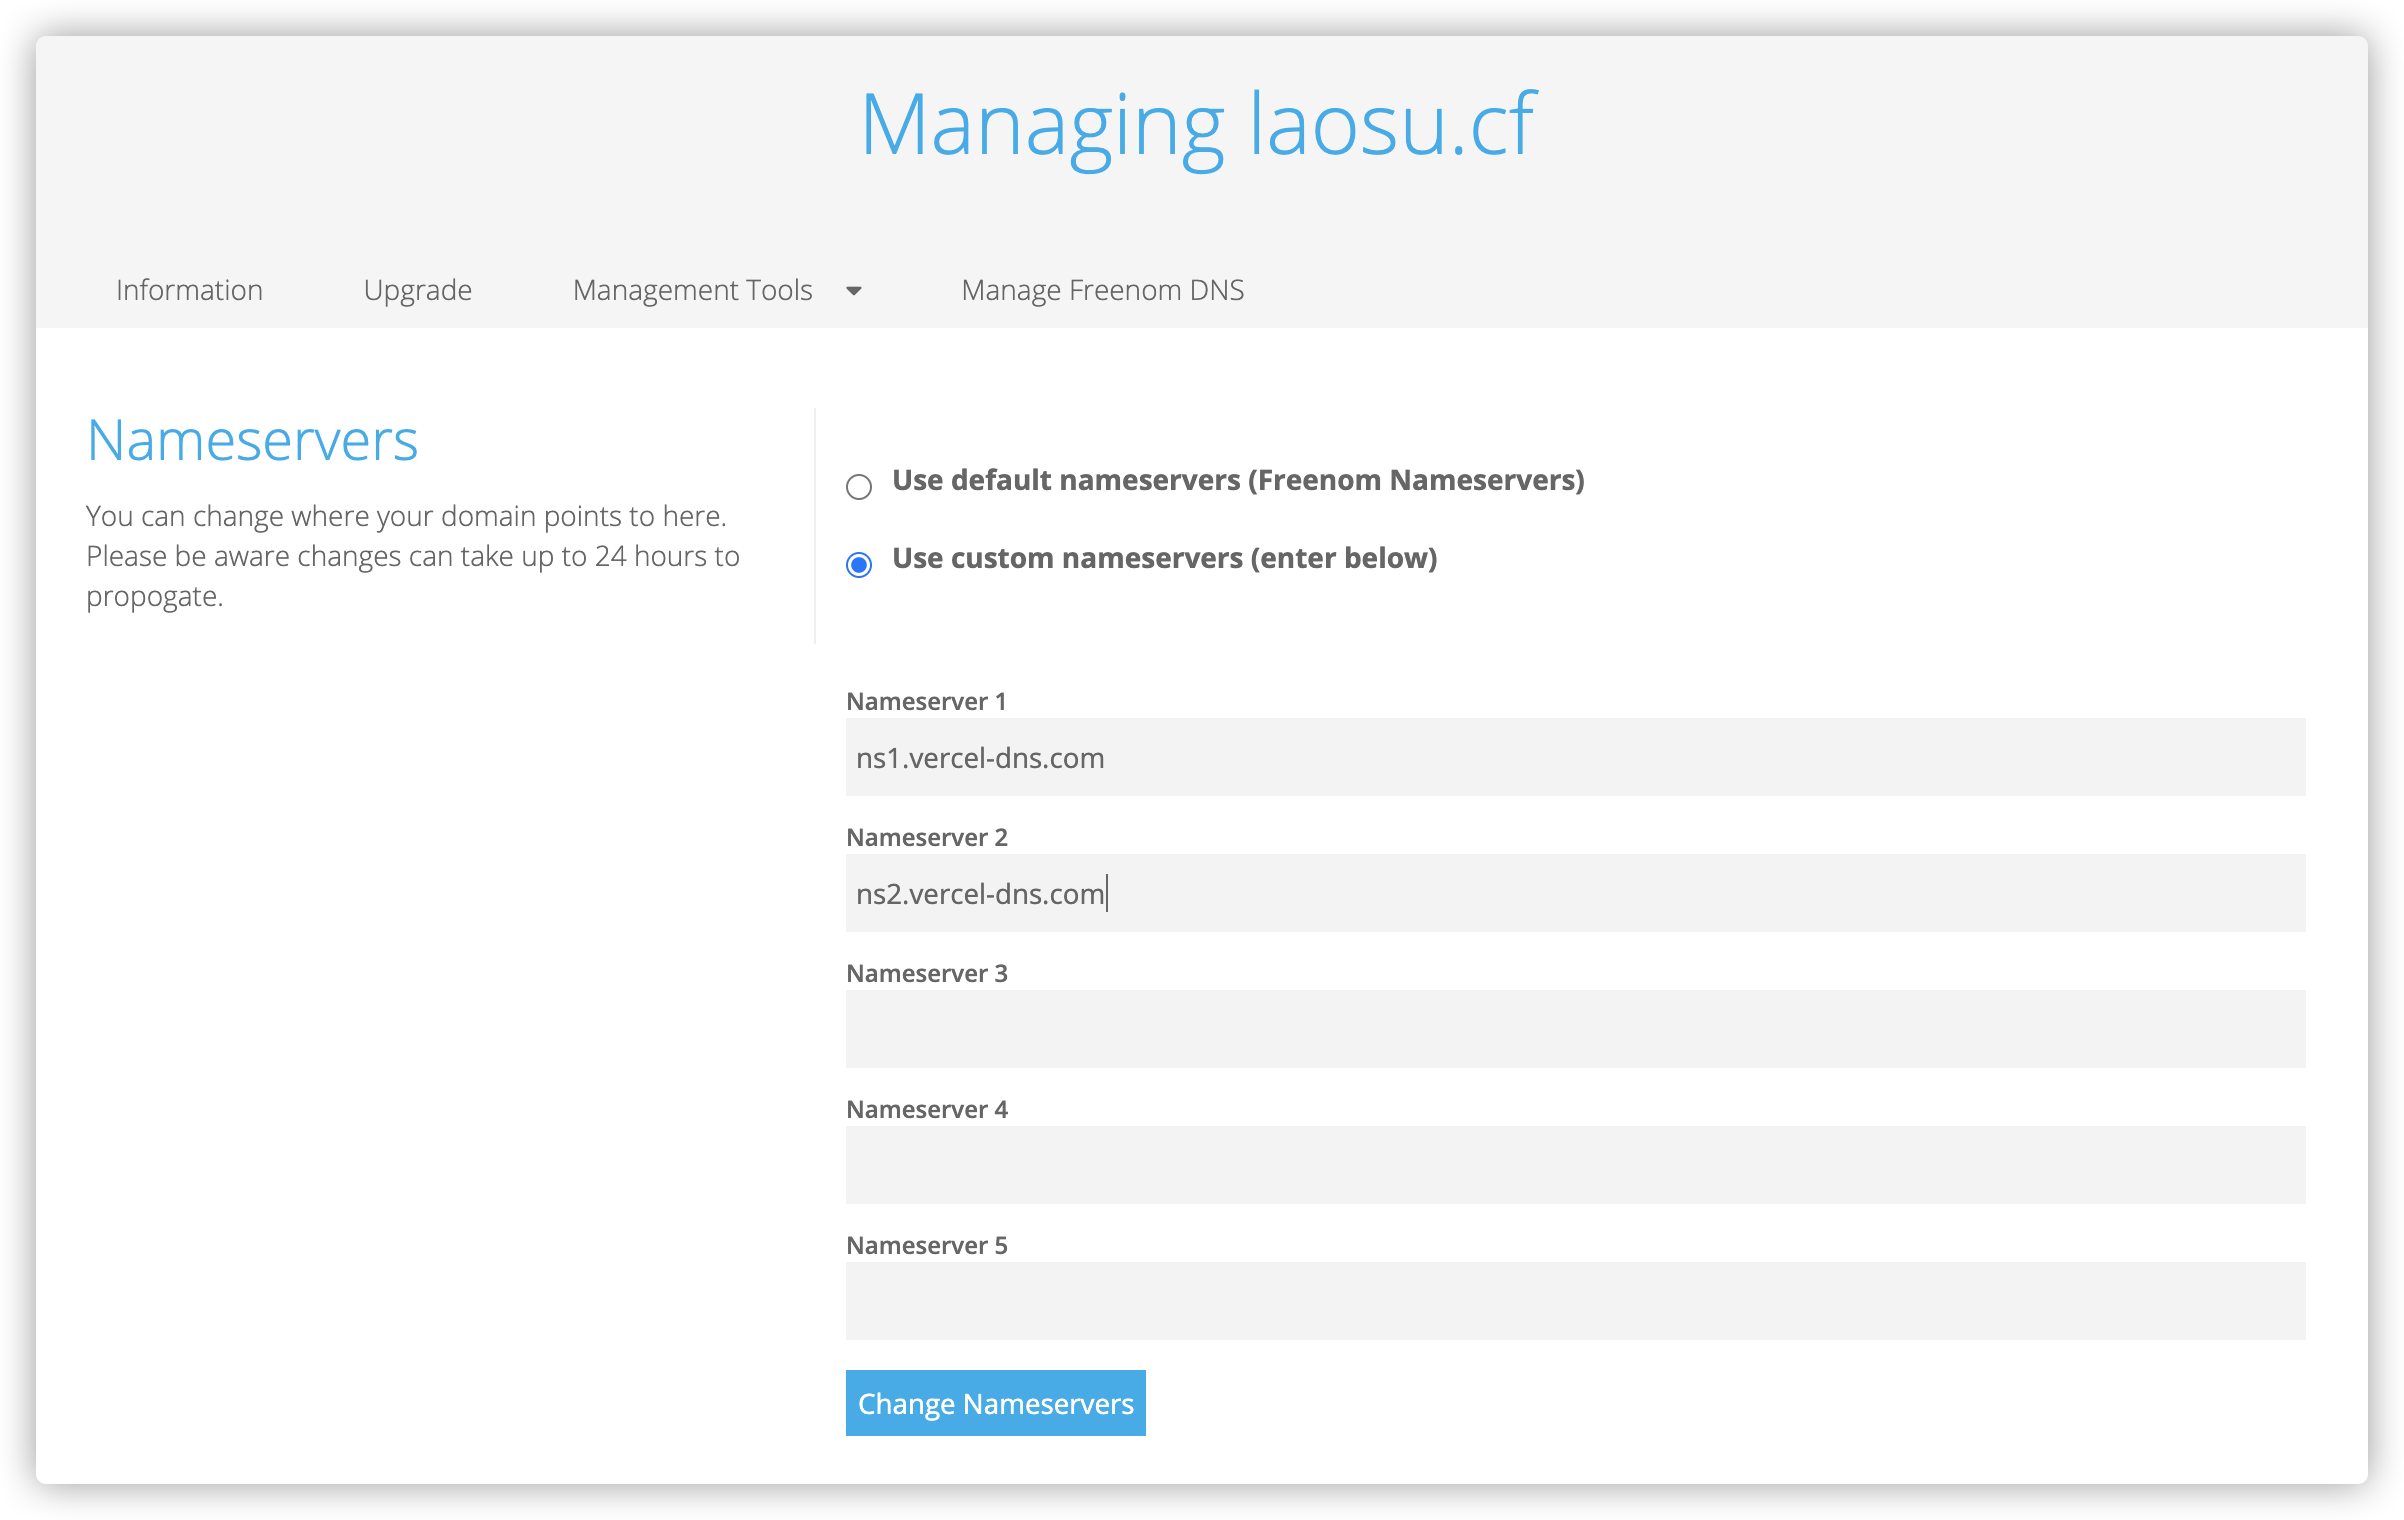 Managing laosu.cf
Information
Upgrade
Management Tools
Manage Freenom DNS
Nameservers
You can change where your domain points to here.
Please be aware changes can take up to 24 hours to
propogate.
Use default nameservers (Freenom Nameservers)
Use custom nameservers (enter below)
Nameserver 1
ns1.vercel-dns.com
Nameserver 2
ns2.vercel-dns.com
Nameserver 3
Nameserver 4
Nameserver 5
Change Nameservers